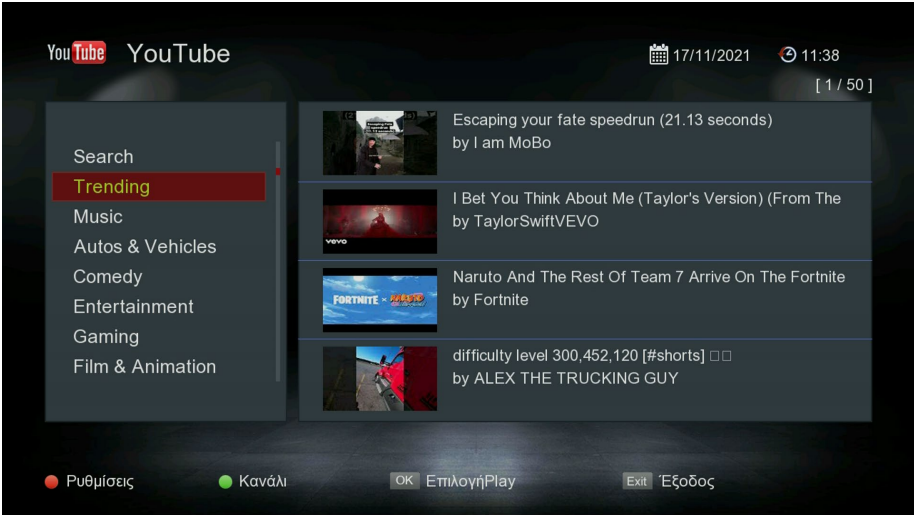 YouTube YouTube
17/11/2021 11:38
[ 1 / 50 ]
Search
Trending
Music
Autos & Vehicles
Comedy
Entertainment
Gaming
Film & Animation
Escaping your fate speedrun (21.13 seconds)
by I am MoBo
vevo
I Bet You Think About Me (Taylor's Version) (From The
by TaylorSwiftVEVO
FORTNITE × NARUTO
Naruto And The Rest Of Team 7 Arrive On The Fortnite
by Fortnite
difficulty level 300,452,120 [#shorts] □□
by ALEX THE TRUCKING GUY
Ρυθμίσεις
Κανάλι
OK ΕπιλογήPlay
Exit Έξοδος